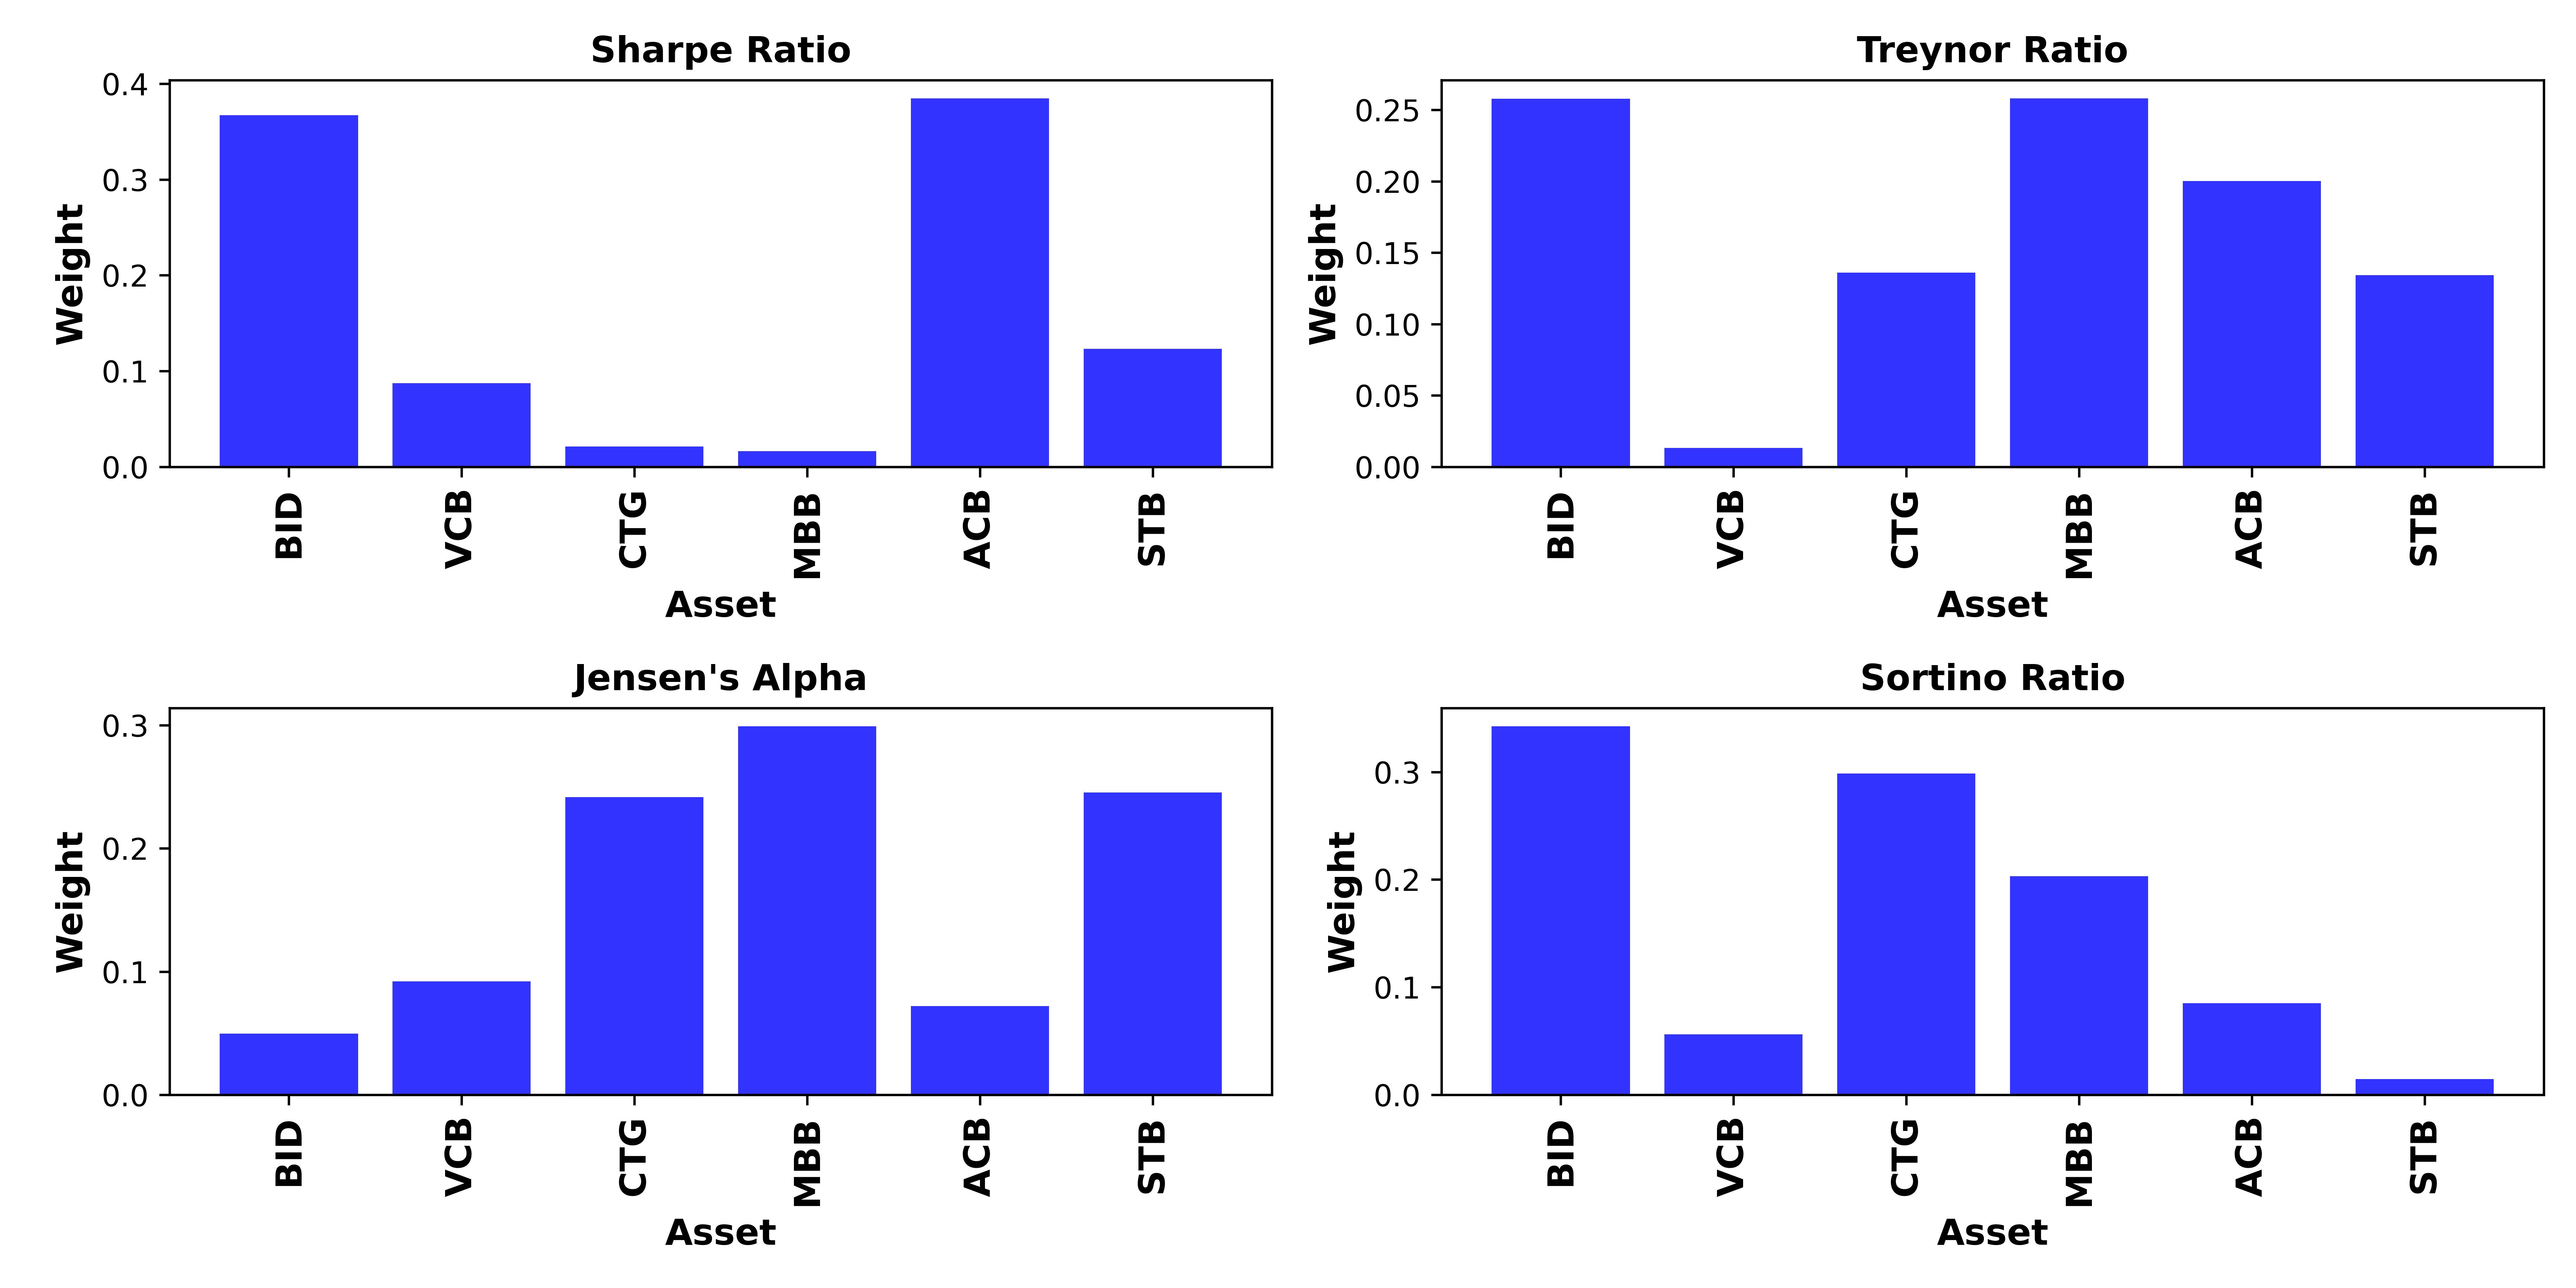 Sharpe Ratio
Weight
0.4
0.3
0.2
0.1
0.0
BID
VCB
CTG
MBB
ACB
STB
Asset
Treynor Ratio
Weight
0.25
0.20
0.15
0.10
0.05
0.00
BID
VCB
CTG
MBB
ACB
STB
Asset
Jensen's Alpha
Weight
0.3
0.2
0.1
0.0
BID
VCB
CTG
MBB
ACB
STB
Asset
Sortino Ratio
Weight
0.3
0.2
0.1
0.0
BID
VCB
CTG
MBB
ACB
STB
Asset